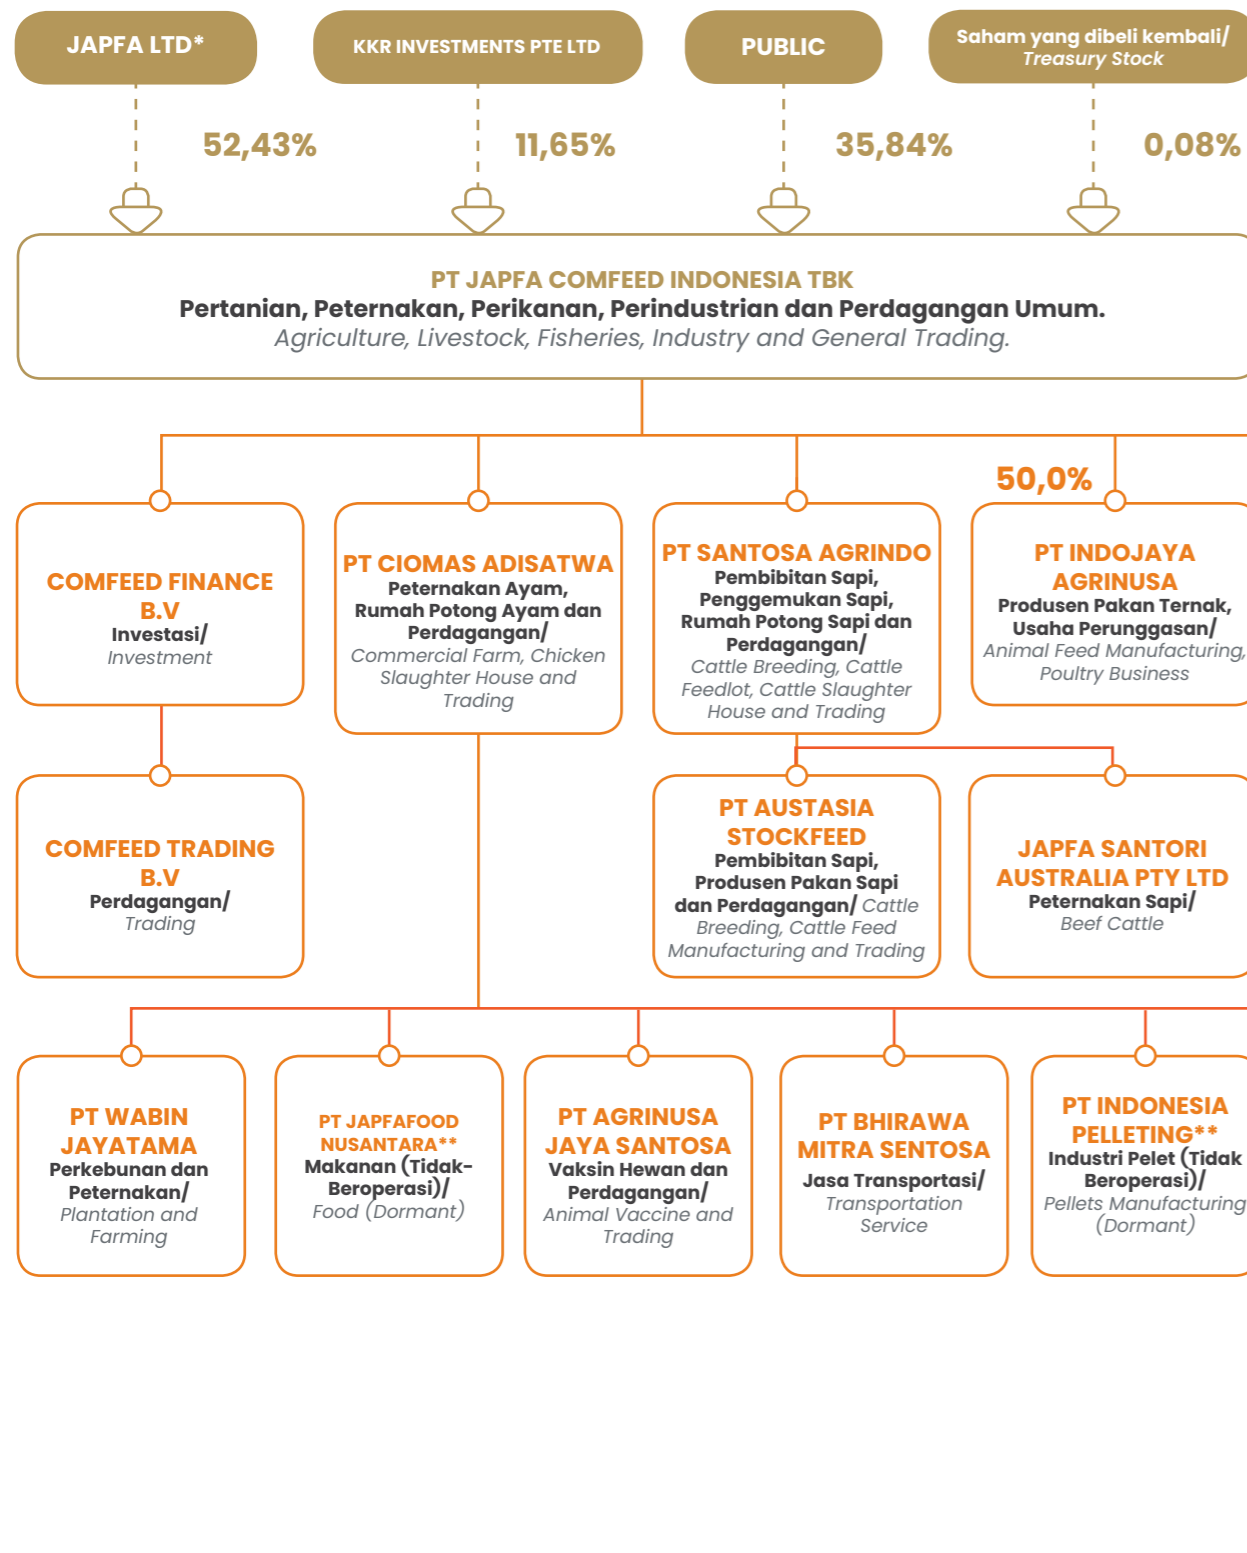 JAPFA LTD*
KKR INVESTMENTS PTE LTD
PUBLIC
Saham yang dibeli kembali/
Treasury Stock
52,43%
11,65%
35,84%
0,08%
PT JAPFA COMFEED INDONESIA TBK
Pertanian, Peternakan, Perikanan, Perindustrian dan Perdagangan Umum.
Agriculture, Livestock, Fisheries, Industry and General Trading.
50,0%
COMFEED FINANCE
B.V
Investasi/
Investment
PT CIOMAS ADISATWA
Peternakan Ayam,
Rumah Potong Ayam dan
Perdagangan/
Commercial Farm, Chicken
Slaughter House and
Trading
PT SANTOSA AGRINDO
Pembibitan Sapi,
Penggemukan Sapi,
Rumah Potong Sapi dan
Perdagangan/
Cattle Breeding, Cattle
Feedlot, Cattle Slaughter
House and Trading
PT INDOJAYA
AGRINUSA
Produsen Pakan Ternak,
Usaha Perunggasan/
Animal Feed Manufacturing,
Poultry Business
COMFEED TRADING
B.V
Perdagangan/
Trading
PT AUSTASIA
STOCKFEED
Pembibitan Sapi,
Produsen Pakan Sapi
dan Perdagangan/ Cattle
Breeding, Cattle Feed
Manufacturing and Trading
JAPFA SANTORI
AUSTRALIA PTY LTD
Peternakan Sapi/
Beef Cattle
PT WABIN
JAYATAMA
Perkebunan dan
Peternakan/
Plantation and
Farming
PT JAPFAFOOD
NUSANTARA**
Makanan (Tidak-
Beroperasi)/
Food (Dormant)
PT AGRINUSA
JAYA SANTOSA
Vaksin Hewan dan
Perdagangan/
Animal Vaccine and
Trading
PT BHIRAWA
MITRA SENTOSA
Jasa Transportasi/
Transportation
Service
PT INDONESIA
PELLETING**
Industri Pelet (Tidak
Beroperasi)/
Pellets Manufacturing
(Dormant)